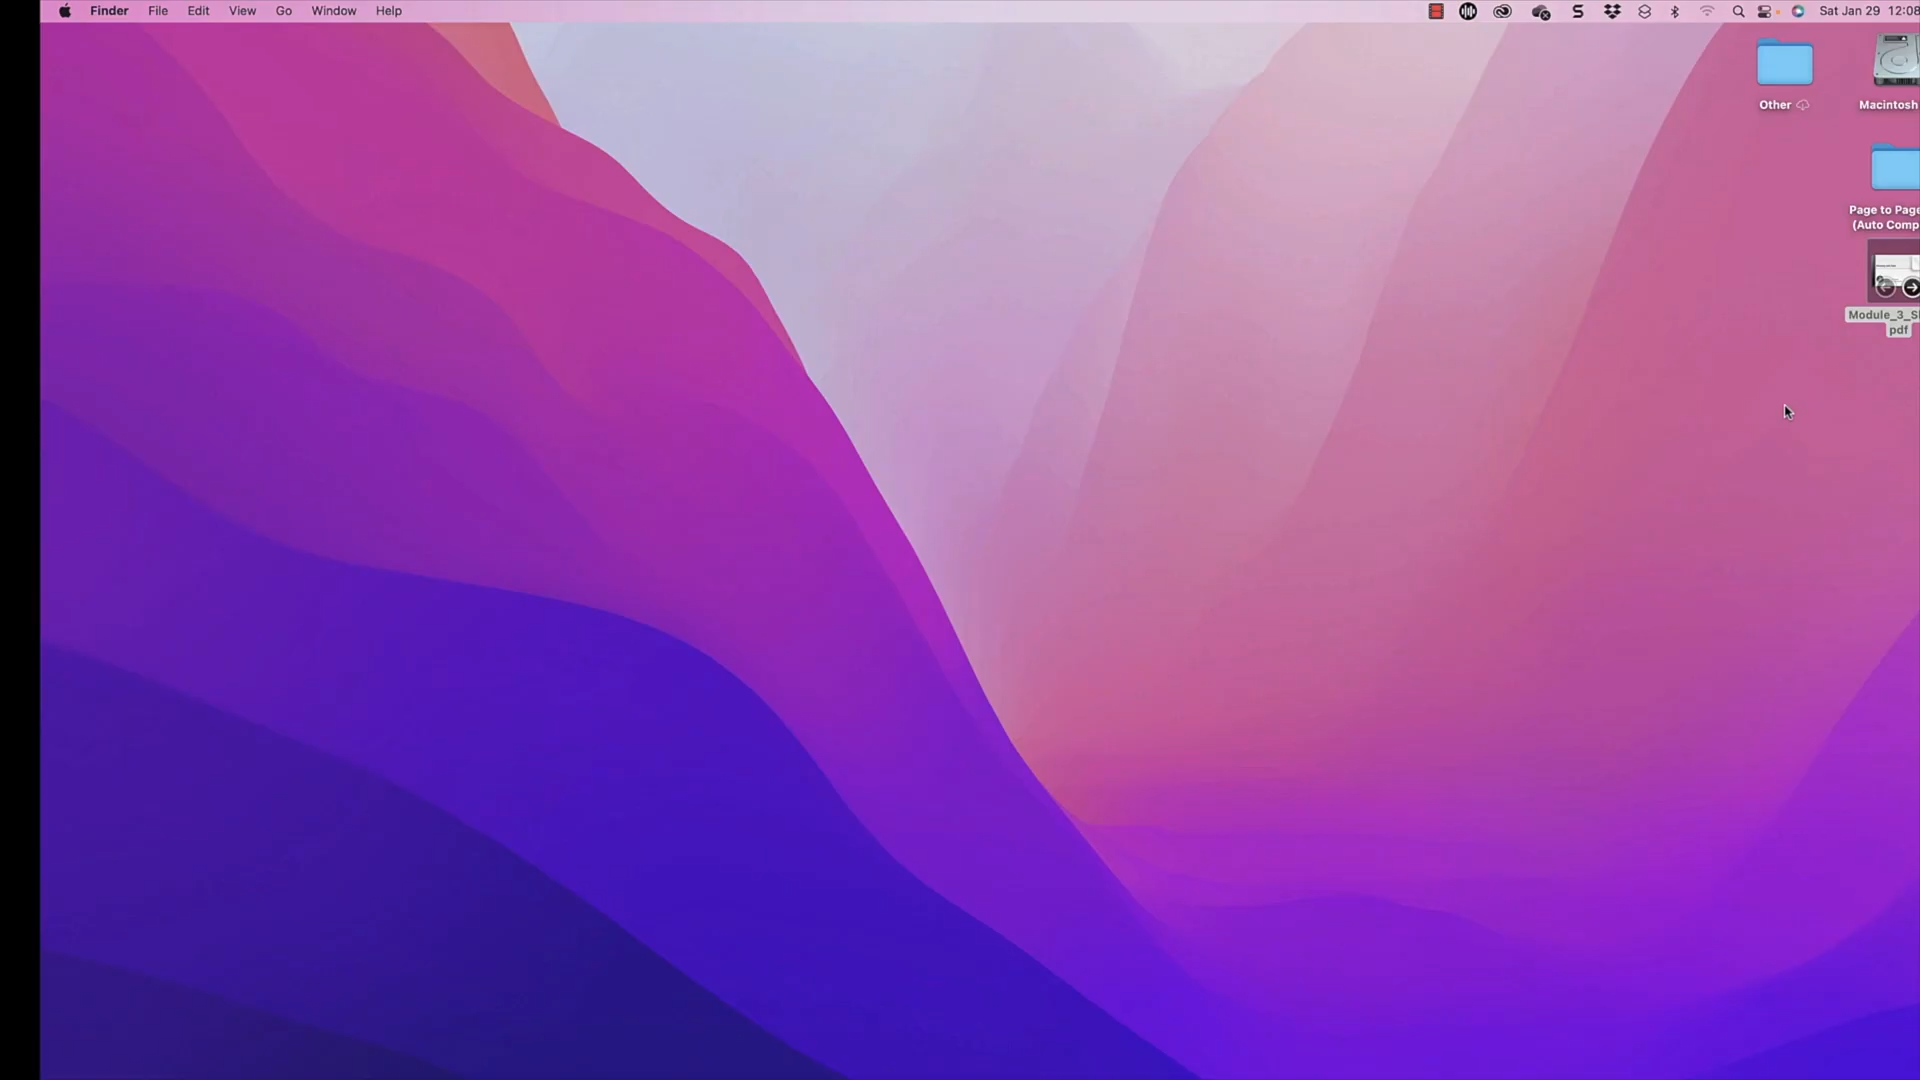 Finder File Edit View Go Window Help Sat Jan 29 12:08
Other
Macintosh
Page to Page
(Auto Comp
Module_3_Sl
pdf